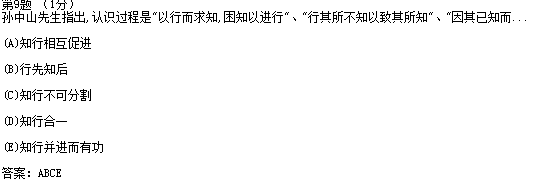 第9题 (1分)
孙中山先生指出,认识过程是“以行而求知,困知以进行“、“行其所不知以致其所知“、“因其已知而...
(A)知行相互促进
(B)行先知后
(C)知行不可分割
(D)知行合一
(E)知行并进而有功
答案: ABCE